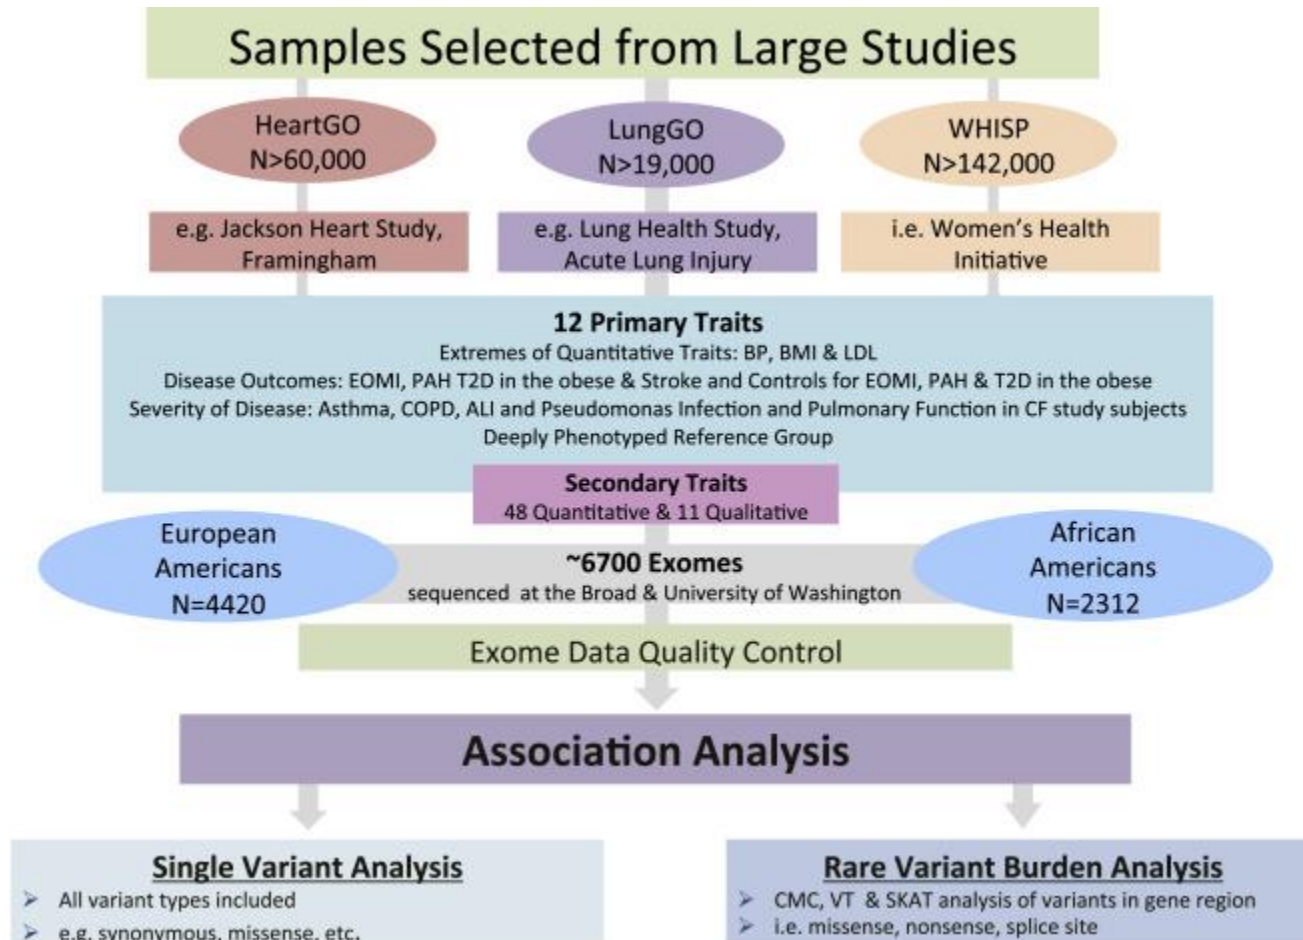 Samples Selected from Large Studies
HeartGO
N>60,000
LungGO
N>19,000
WHISP
N>142,000
e.g. Jackson Heart Study,
Framingham
e.g. Lung Health Study,
Acute Lung Injury
i.e. Women's Health
Initiative
12 Primary Traits
Extremes of Quantitative Traits: BP, BMI & LDL
Disease Outcomes: EOMI, PAH T2D in the obese & Stroke and Controls for EOMI, PAH & T2D in the obese
Severity of Disease: Asthma, COPD, ALI and Pseudomonas Infection and Pulmonary Function in CF study subjects
Deeply Phenotyped Reference Group
Secondary Traits
48 Quantitative & 11 Qualitative
European
Americans
N=4420
~6700 Exomes
sequenced at the Broad & University of Washington
African
Americans
N=2312
Exome Data Quality Control
Association Analysis
Single Variant Analysis
➢ All variant types included
➢ e.g. synonymous, missense, etc.
Rare Variant Burden Analysis
➢ CMC, VT & SKAT analysis of variants in gene region
➢ i.e. missense, nonsense, splice site